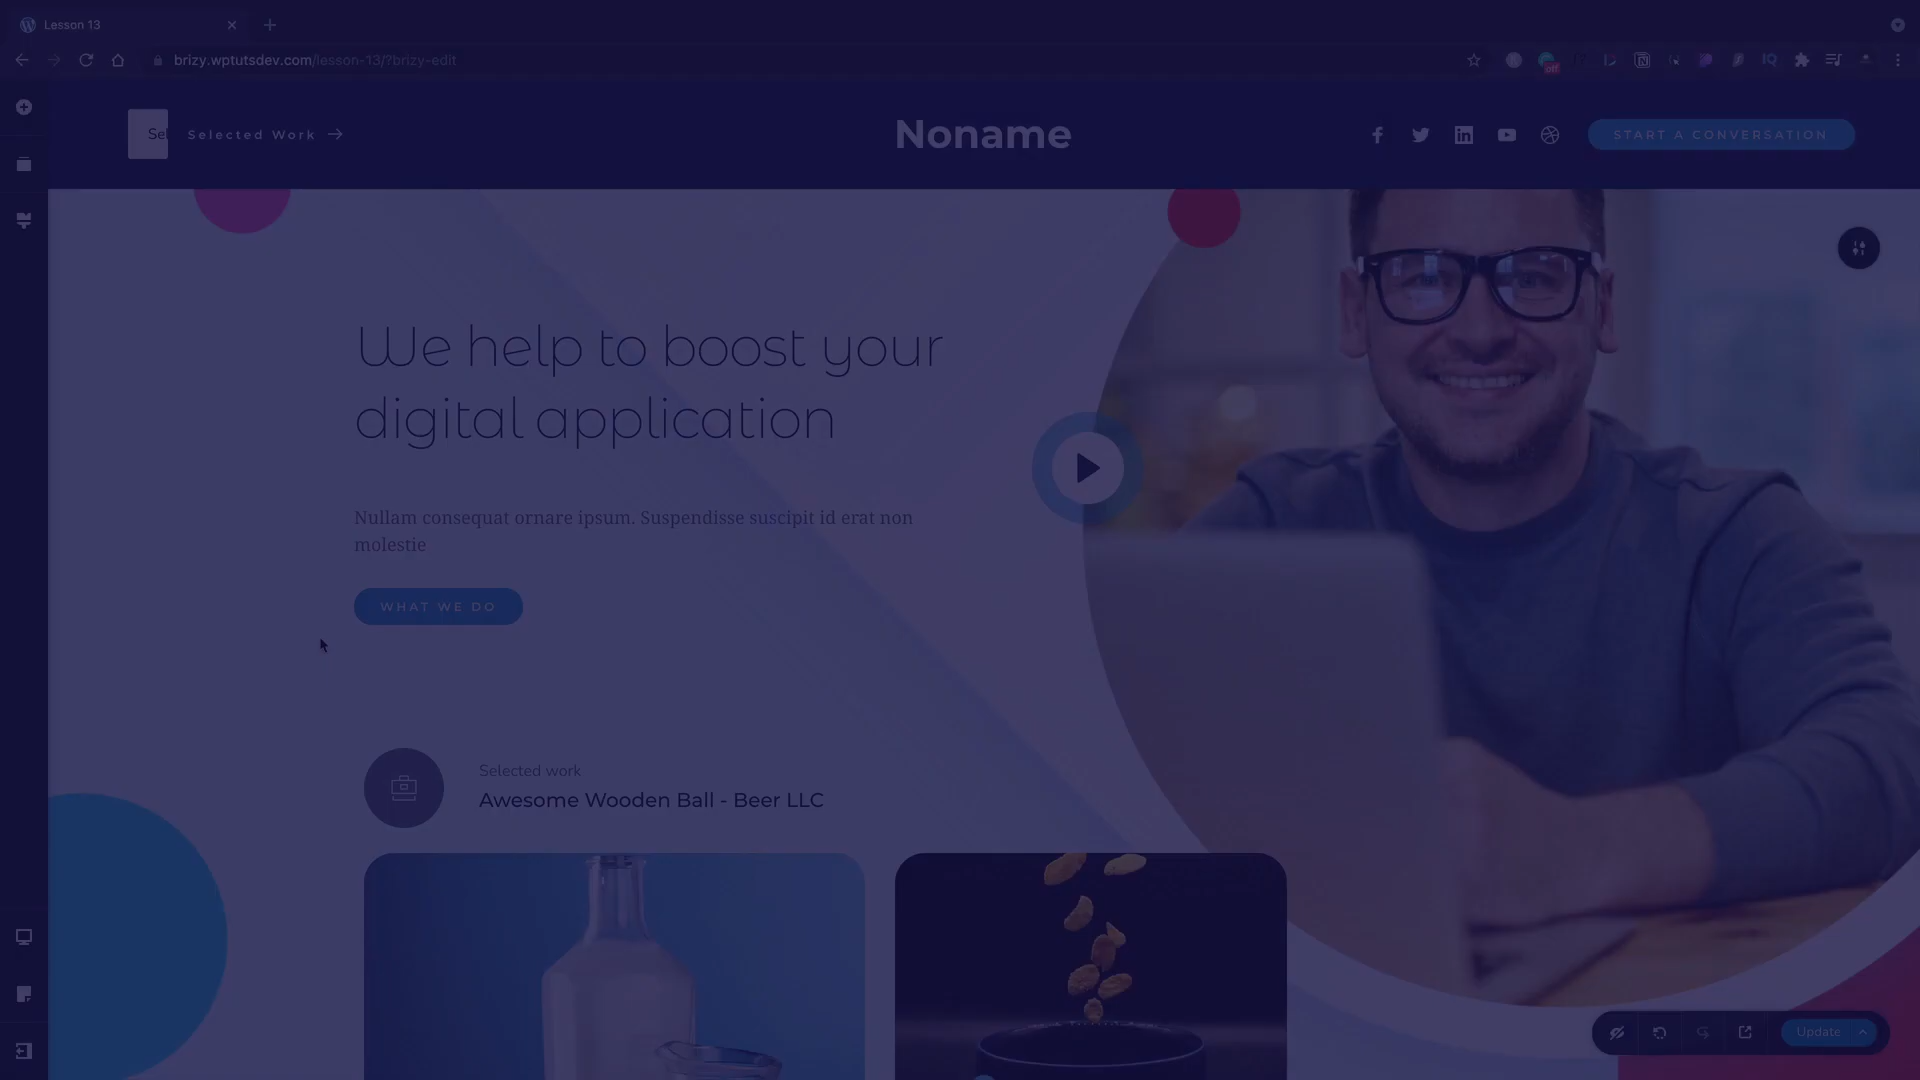 Lesson 13
brizy.wptutsdev.com/lesson-13/?brizy-edit
off
Sel
Selected Work
Noname
START A CONVERSATION
We help to boost your
digital application
Nullam consequat ornare ipsum. Suspendisse suscipit id erat non
molestie
WHAT WE DO
Selected work
Awesome Wooden Ball - Beer LLC
Update